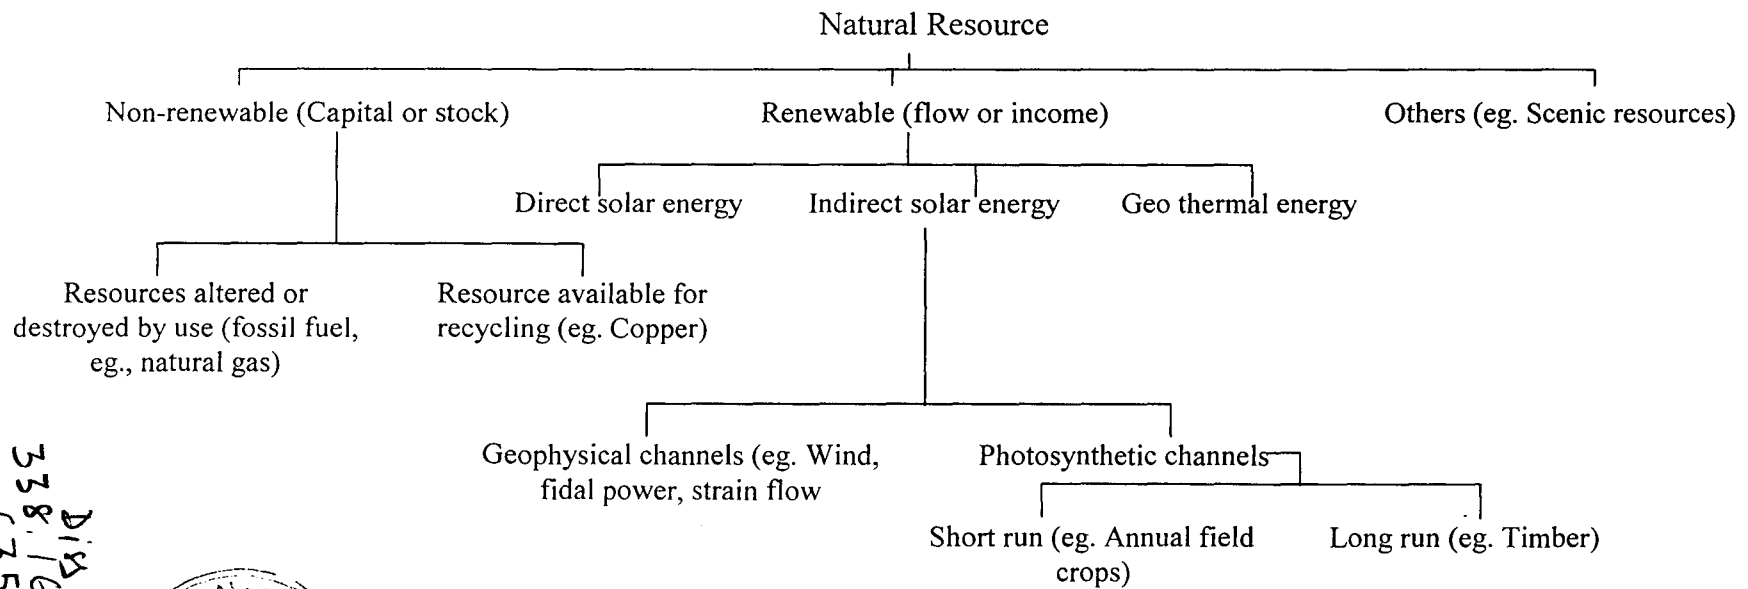 Natural Resource
Non-renewable (Capital or stock)
Renewable (flow or income)
Others (eg. Scenic resources)
Direct solar energy
Indirect solar energy
Geo thermal energy
Resources altered or
destroyed by use (fossil fuel,
eg., natural gas)
Resource available for
recycling (eg. Copper)
Geophysical channels (eg. Wind,
fidal power, strain flow
Photosynthetic channels
Short run (eg. Annual field
crops)
Long run (eg. Timber)
Dis
338.1